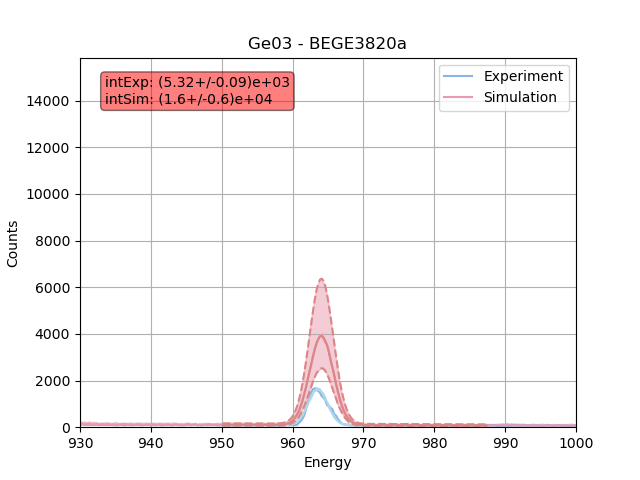 Ge03 - BEGE3820a
intExp: (5.32+/-0.09)e+03
intSim: (1.6+/-0.6)e+04
Experiment
Simulation
14000
12000
10000
8000
6000
4000
2000
0
Counts
930 940 950 960 970 980 990 1000
Energy